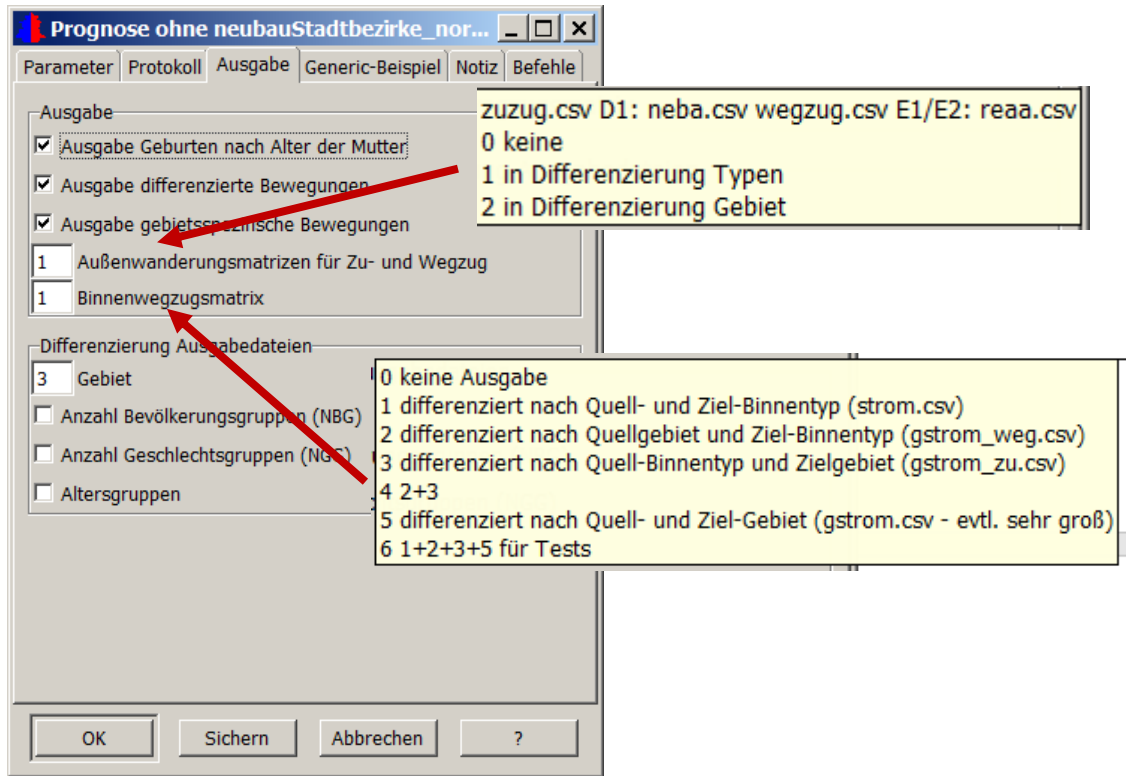 Prognose ohne neubauStadtbezirke_nor...
Parameter Protokoll Ausgabe Generic-Beispiel Notiz Befehle
Ausgabe
Ausgabe Geburten nach Alter der Mutter
Ausgabe differenzierte Bewegungen
Ausgabe gebietsspezifische Bewegungen
1 Außenwanderungsmatrizen für Zu- und Wegzug
1 Binnenwegzugsmatrix
zuzug.csv D1: neba.csv wegzug.csv E1/E2: reaa.csv
0 keine
1 in Differenzierung Typen
2 in Differenzierung Gebiet
Differenzierung Ausgabedateien
3 Gebiet
Anzahl Bevölkerungsgruppen (NBG)
Anzahl Geschlechtsgruppen (NGG)
Altersgruppen
0 keine Ausgabe
1 differenziert nach Quell- und Ziel-Binnentyp (strom.csv)
2 differenziert nach Quellgebiet und Ziel-Binnentyp (gstrom_weg.csv)
3 differenziert nach Quell-Binnentyp und Zielgebiet (gstrom_zu.csv)
4 2+3
5 differenziert nach Quell- und Ziel-Gebiet (gstrom.csv - evtl. sehr groß)
6 1+2+3+5 für Tests
OK Sichern Abbrechen ?